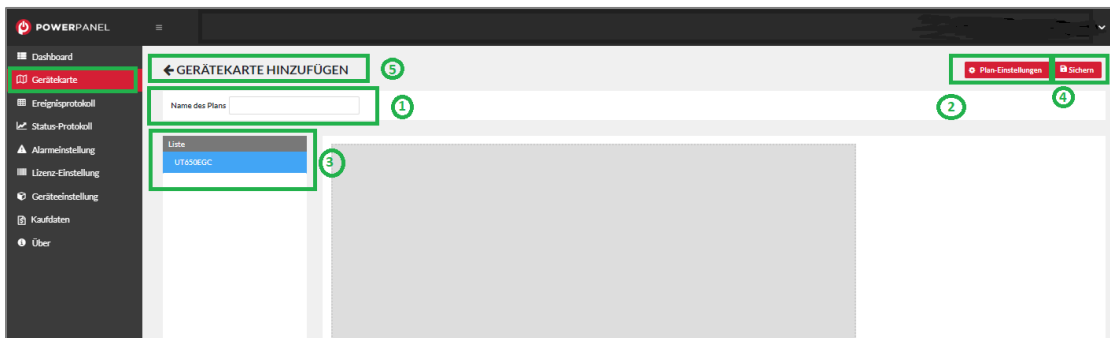 POWERPANEL
Dashboard
Gerätekarte
Ereignisprotokoll
Status-Protokoll
Alarmeinstellung
Lizenz-Einstellung
Geräteeinstellung
Kaufdaten
Über
GERÄTEKARTE HINZUFÜGEN
5
Plan-Einstellungen
Sichern
2
4
Name des Plans
1
Liste
UT650EGC
3